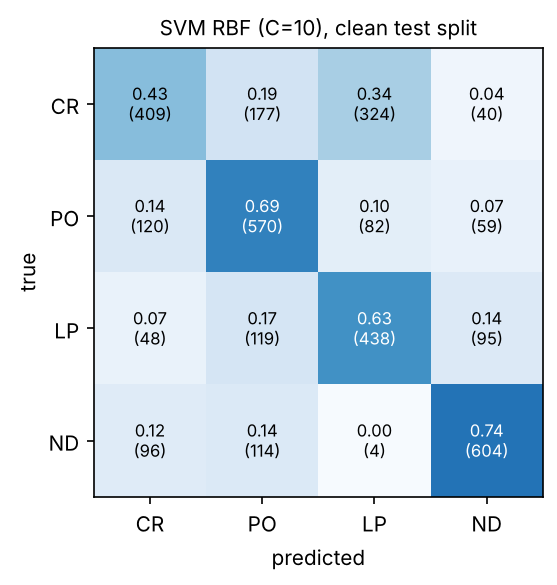 SVM RBF (C=10), clean test split
CR
0.43 0.19 0.34 0.04
(409) (177) (324) (40)
PO
0.14 0.69 0.10 0.07
(120) (570) (82) (59)
true
LP
0.07 0.17 0.63 0.14
(48) (119) (438) (95)
ND
0.12 0.14 0.00 0.74
(96) (114) (4) (604)
CR PO LP ND
predicted